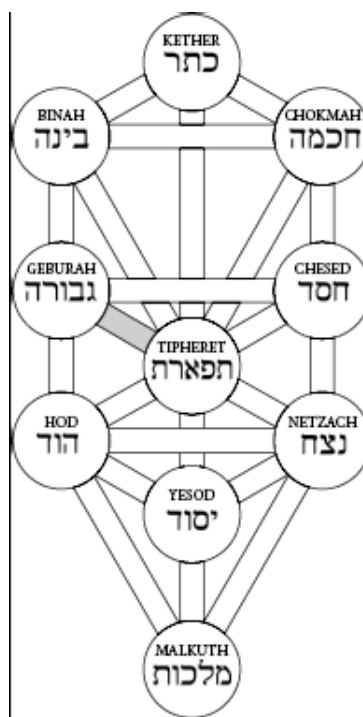 KETHER
כתר
BINAH
בינה
CHOKMAH
חכמה
GEBURAH
גבורה
CHESED
חסד
TIPHERET
תפארת
HOD
הוד
NETZACH
נצח
YESOD
יסוד
MALKUTH
מלכות